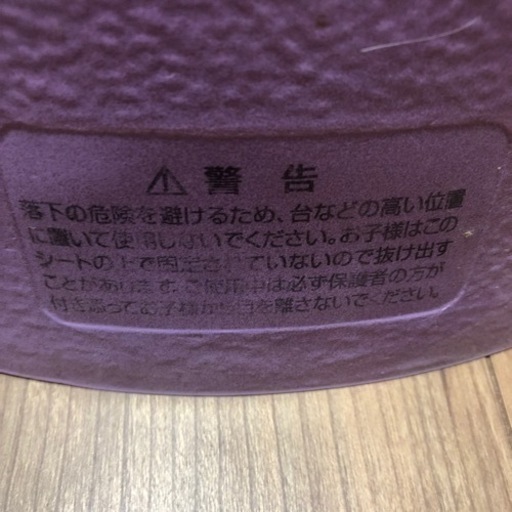 ⚠ 警 告
落下の危険を避けるため、台などの高い位置
に置いて使用しないでください。お子様はこの
シートの上で固定されていないので抜け出す
ことがあります。ご使用中は必ず保護者の方が
付き添ってお子様から目を離さないでください。